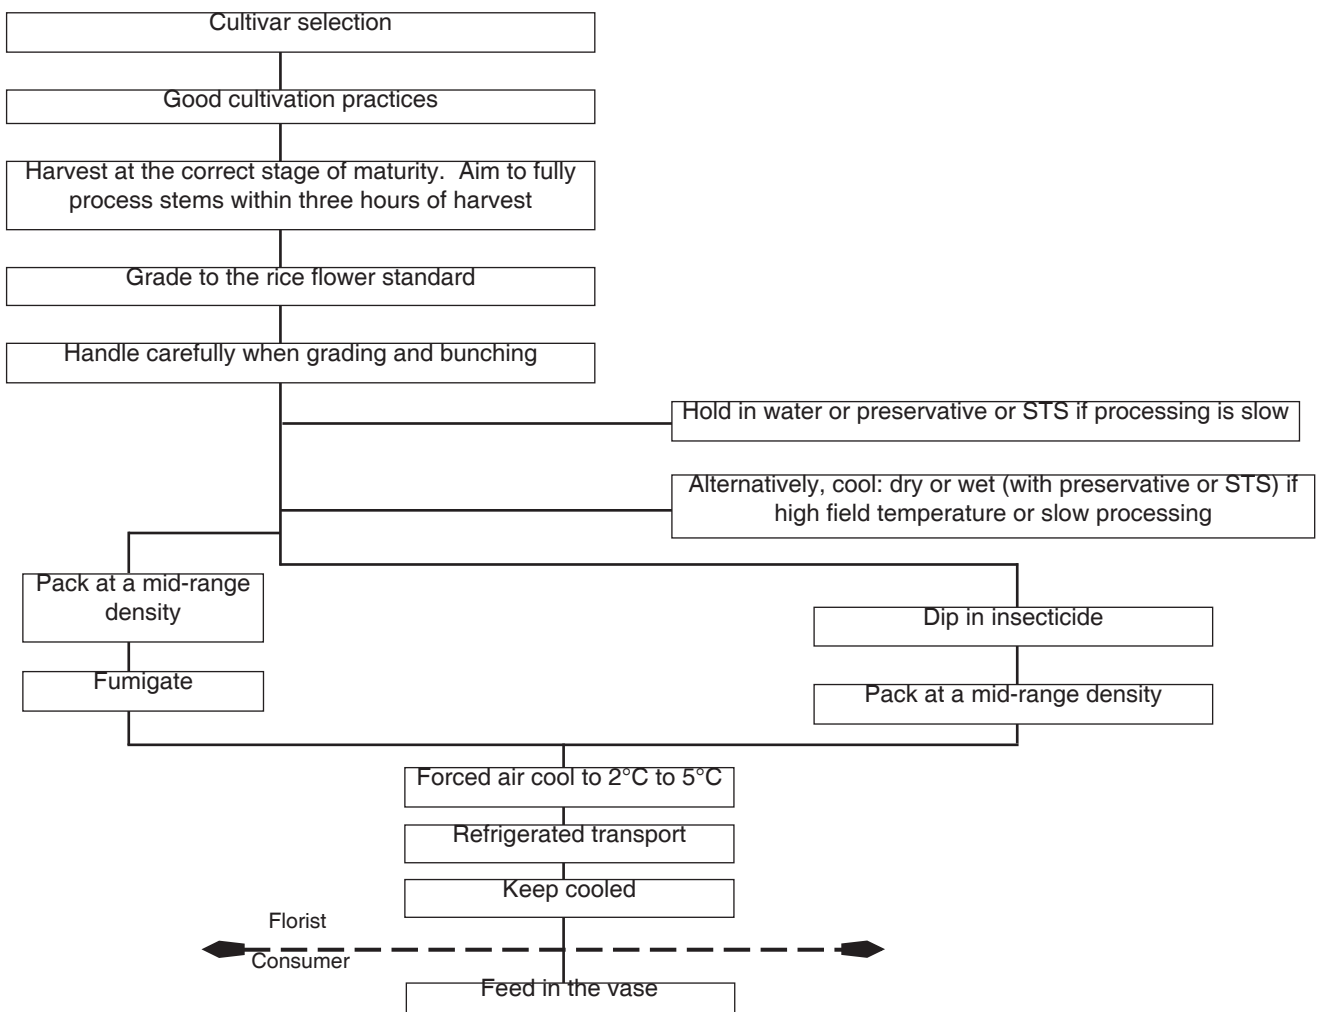 Cultivar selection
Good cultivation practices
Harvest at the correct stage of maturity.  Aim to fully
process stems within three hours of harvest
Grade to the rice flower standard
Handle carefully when grading and bunching
Hold in water or preservative or STS if processing is slow
Alternatively, cool: dry or wet (with preservative or STS) if
high field temperature or slow processing
Pack at a mid-range
density
Fumigate
Dip in insecticide
Pack at a mid-range density
Forced air cool to 2°C to 5°C
Refrigerated transport
Keep cooled
Florist
Consumer
Feed in the vase